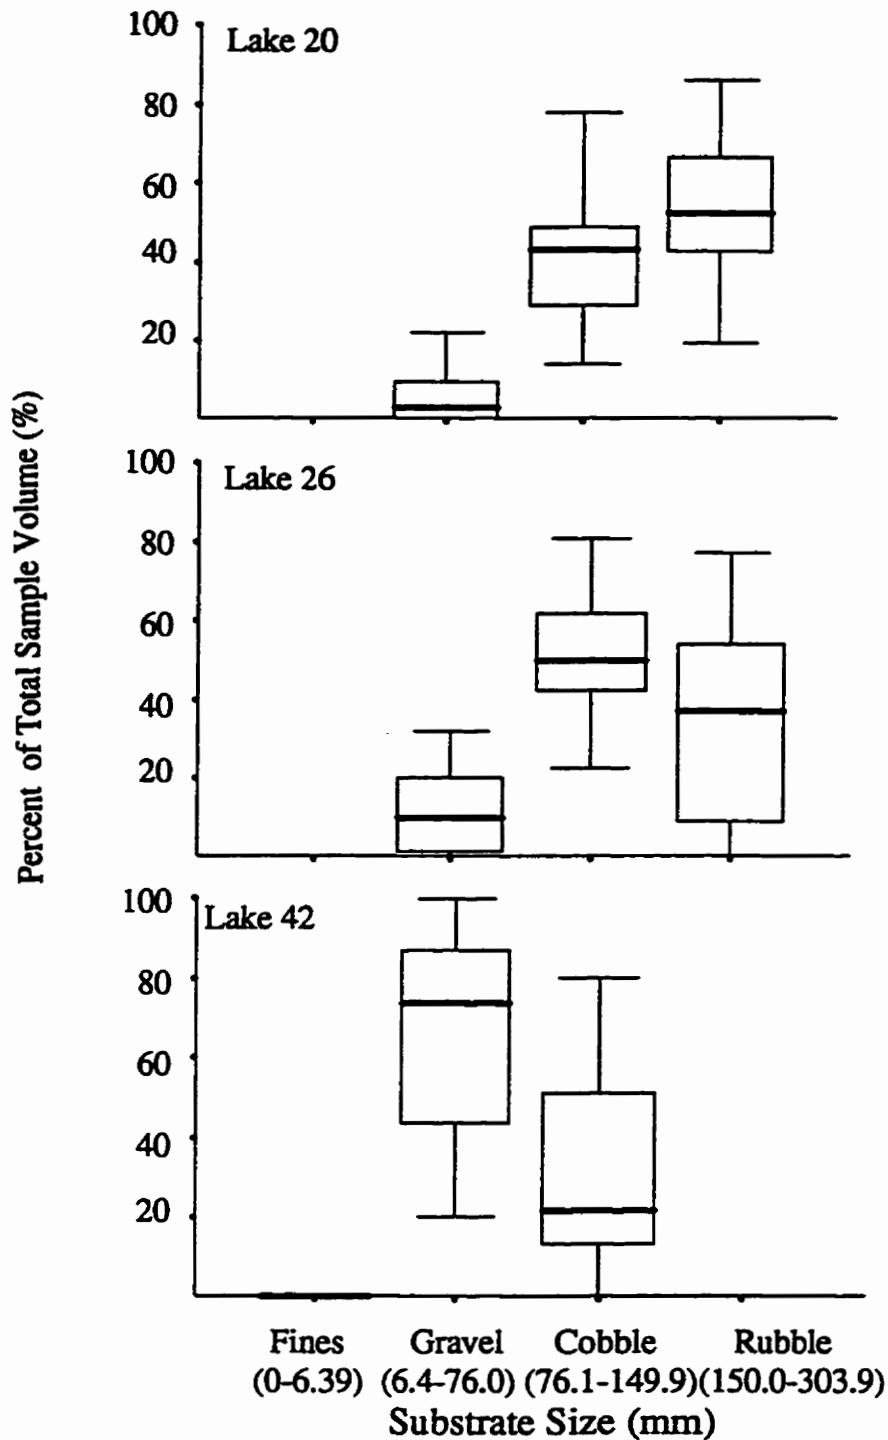 Percent of Total Sample Volume (%)
Lake 20
100
80
60
40
20
Lake 26
100
80
60
40
20
Lake 42
100
80
60
40
20
Fines Gravel Cobble Rubble
(0-6.39) (6.4-76.0) (76.1-149.9)(150.0-303.9)
Substrate Size (mm)